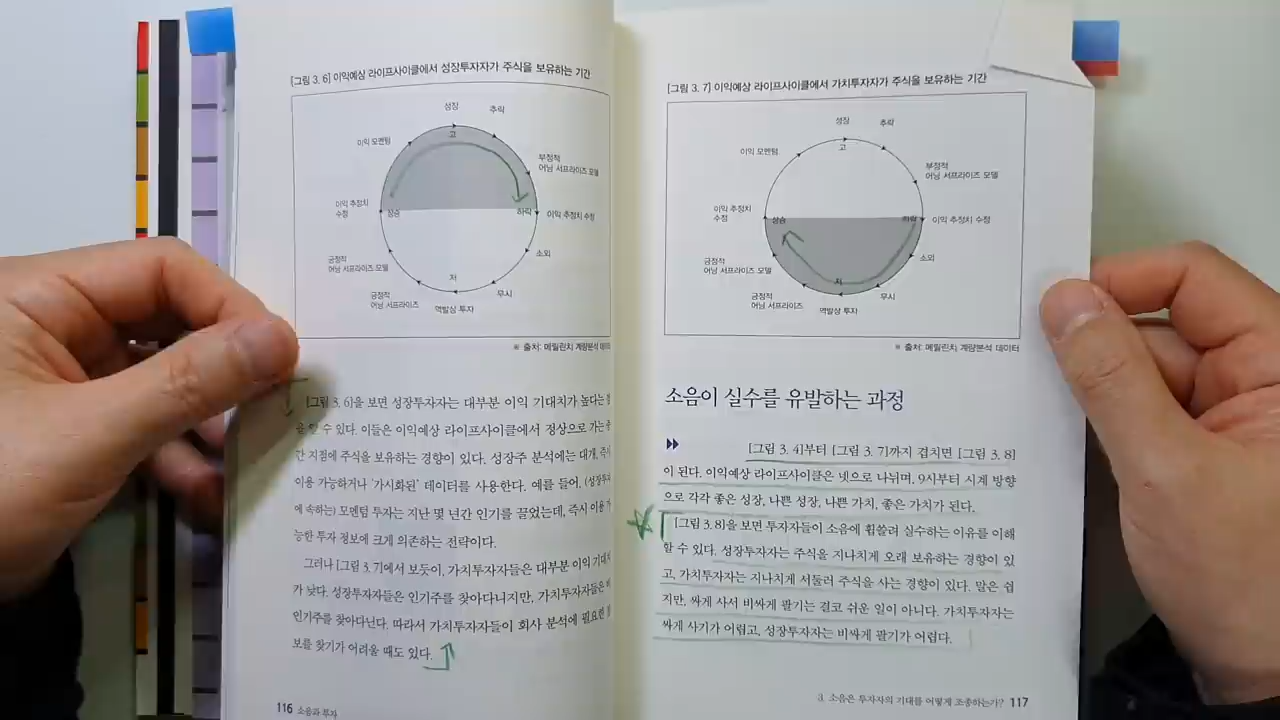 [그림 3. 6] 이익예상 라이프사이클에서 성장투자자가 주식을 보유하는 기간
성장
추락
고
이익 모멘텀
부정적
어닝 서프라이즈 모델
이익 추정치
수정
상승
하락
이익 추정치 수정
긍정적
어닝 서프라이즈 모델
소외
저
긍정적
어닝 서프라이즈
무시
역발상 투자
※ 출처: 메릴린치 계량분석 데이터
[그림 3. 6]을 보면 성장투자자는 대부분 이익 기대치가 높다는
알 수 있다. 이들은 이익예상 라이프사이클에서 정상으로 가는 중
간 지점에 주식을 보유하는 경향이 있다. 성장주 분석에는 대개, 즉시
이용 가능하거나 '가시화된' 데이터를 사용한다. 예를 들어, (성장투자
에 속하는) 모멘텀 투자는 지난 몇 년간 인기를 끌었는데, 즉시 이용 가
능한 투자 정보에 크게 의존하는 전략이다.
그러나 [그림 3. 7]에서 보듯이, 가치투자자들은 대부분 이익 기대치
가 낮다. 성장투자자들은 인기주를 찾아다니지만, 가치투자자들은 비
인기주를 찾아다닌다. 따라서 가치투자자들이 회사 분석에 필요한 정
보를 찾기가 어려울 때도 있다.
116 소음과 투자
[그림 3. 7] 이익예상 라이프사이클에서 가치투자자가 주식을 보유하는 기간
성장
추락
고
이익 모멘텀
부정적
어닝 서프라이즈 모델
이익 추정치
수정
상승
하락
이익 추정치 수정
긍정적
어닝 서프라이즈 모델
소외
저
긍정적
어닝 서프라이즈
무시
역발상 투자
※ 출처: 메릴린치 계량분석 데이터
소음이 실수를 유발하는 과정
[그림 3. 4]부터 [그림 3. 7]까지 겹치면 [그림 3. 8]
이 된다. 이익예상 라이프사이클은 넷으로 나뉘며, 9시부터 시계 방향
으로 각각 좋은 성장, 나쁜 성장, 나쁜 가치, 좋은 가치가 된다.
[그림 3. 8]을 보면 투자자들이 소음에 휩쓸려 실수하는 이유를 이해
할 수 있다. 성장투자자는 주식을 지나치게 오래 보유하는 경향이 있
고, 가치투자자는 지나치게 서둘러 주식을 사는 경향이 있다. 말은 쉽
지만, 싸게 사서 비싸게 팔기는 결코 쉬운 일이 아니다. 가치투자자는
싸게 사기가 어렵고, 성장투자자는 비싸게 팔기가 어렵다.
3. 소음은 투자자의 기대를 어떻게 조종하는가? 117